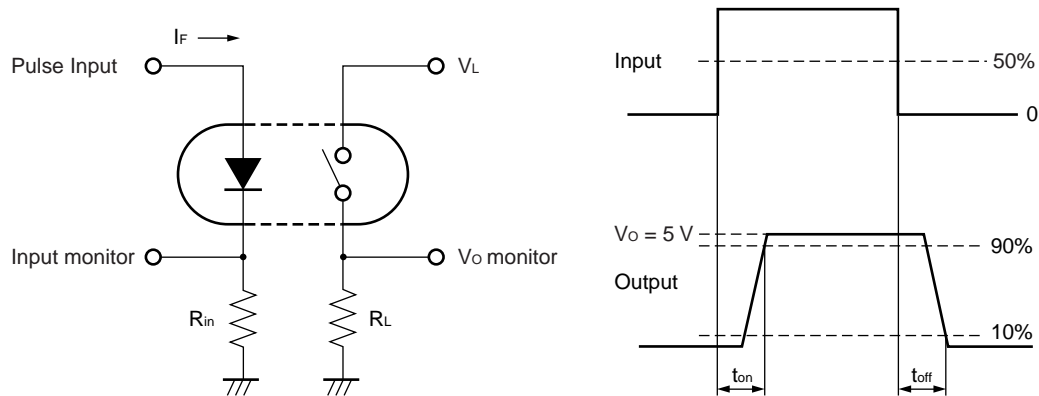 IF
Pulse Input
VL
Input monitor
VO monitor
Rin
RL
Input
50%
0
VO = 5 V
90%
Output
10%
ton
toff